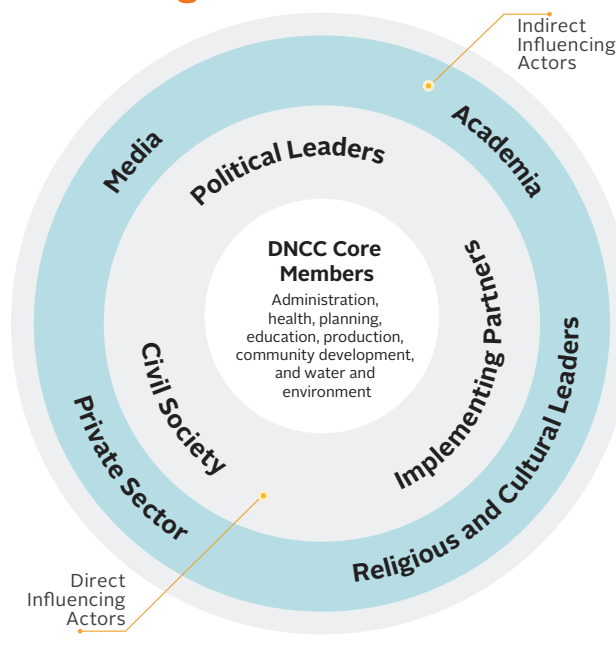 Indirect
Influencing
Actors
Media
Academia
Political Leaders
DNCC Core
Members
Administration,
health, planning,
education, production,
community development,
and water and
environment
Implementing Partners
Civil Society
Private Sector
Religious and Cultural Leaders
Direct
Influencing
Actors